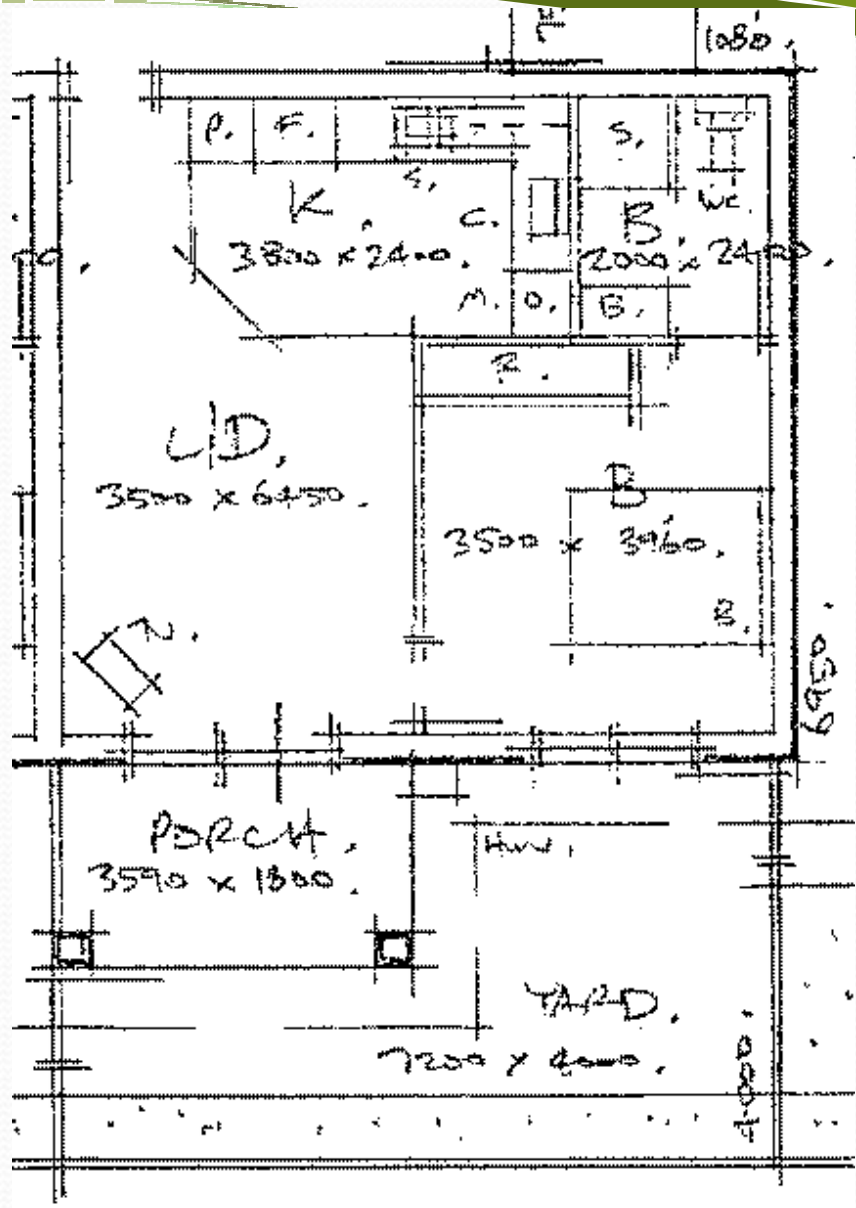 1080.
P. F. S. WC.
S.
K C. B
3800 x 2400. 2000 x 2400.
M. O. B.
R.
L/D. B
3500 x 6450. 3500 x 3960.
B.
6950.
PORCH. HW.
3590 x 1800.
YARD.
7200 x 4000.
4000